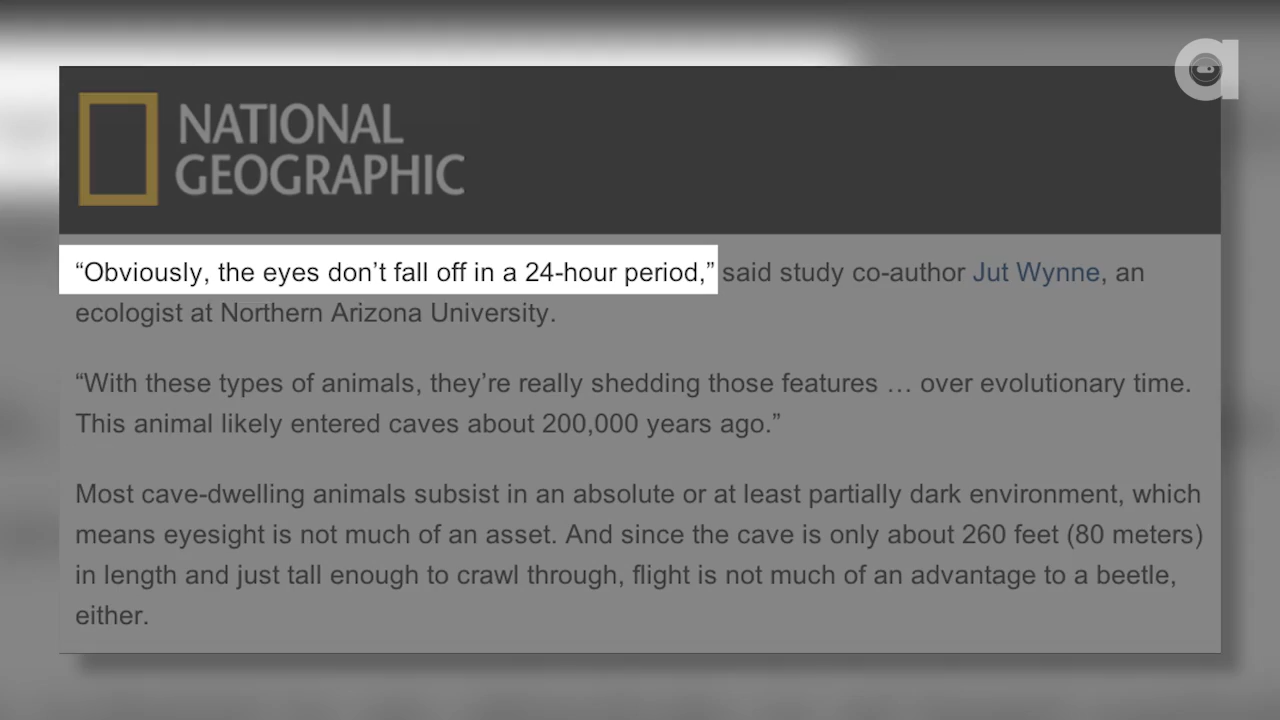 NATIONAL
GEOGRAPHIC
“Obviously, the eyes don’t fall off in a 24-hour period,” said study co-author Jut Wynne, an
ecologist at Northern Arizona University.
“With these types of animals, they’re really shedding those features … over evolutionary time.
This animal likely entered caves about 200,000 years ago.”
Most cave-dwelling animals subsist in an absolute or at least partially dark environment, which
means eyesight is not much of an asset. And since the cave is only about 260 feet (80 meters)
in length and just tall enough to crawl through, flight is not much of an advantage to a beetle,
either.